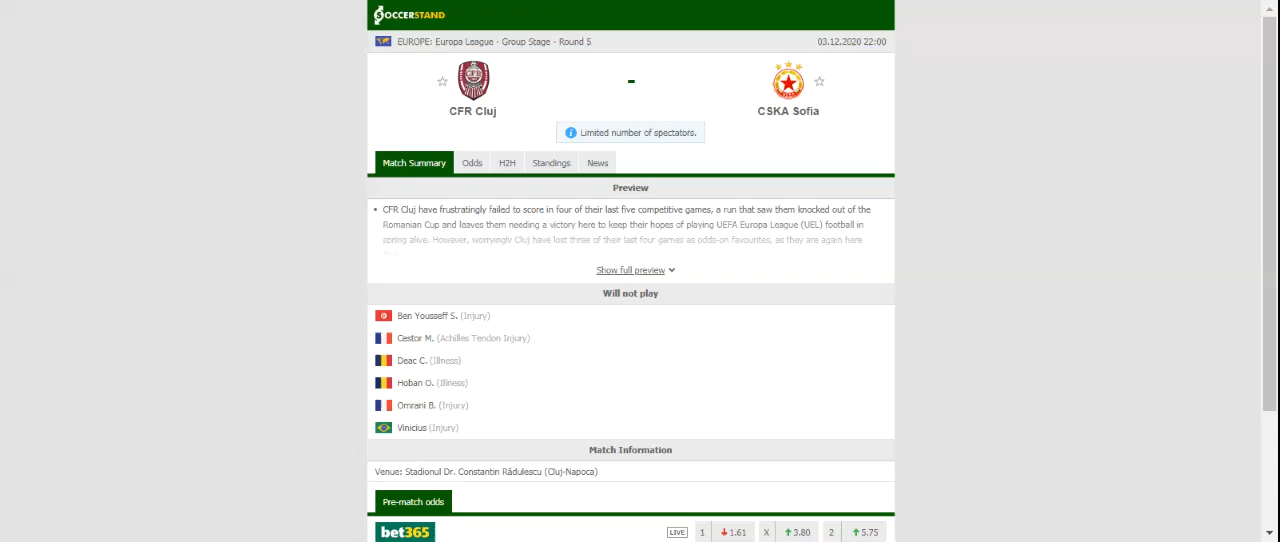 SOCCERSTAND
EUROPE: Europa League - Group Stage - Round 5 03.12.2020 22:00
-
CFR Cluj CSKA Sofia
Limited number of spectators.
Match Summary Odds H2H Standings News
Preview
• CFR Cluj have frustratingly failed to score in four of their last five competitive games, a run that saw them knocked out of the
Romanian Cup and leaves them needing a victory here to keep their hopes of playing UEFA Europa League (UEL) football in
spring alive. However, worryingly Cluj have lost three of their last four games as odds-on favourites, as they are again here
Show full preview
Will not play
Ben Yousseff S. (Injury)
Cestor M. (Achilles Tendon Injury)
Deac C. (Illness)
Hoban O. (Illness)
Omrani B. (Injury)
Vinicius (Injury)
Match Information
Venue: Stadionul Dr. Constantin Rădulescu (Cluj-Napoca)
Pre-match odds
bet365 LIVE 1 1.61 X 3.80 2 5.75